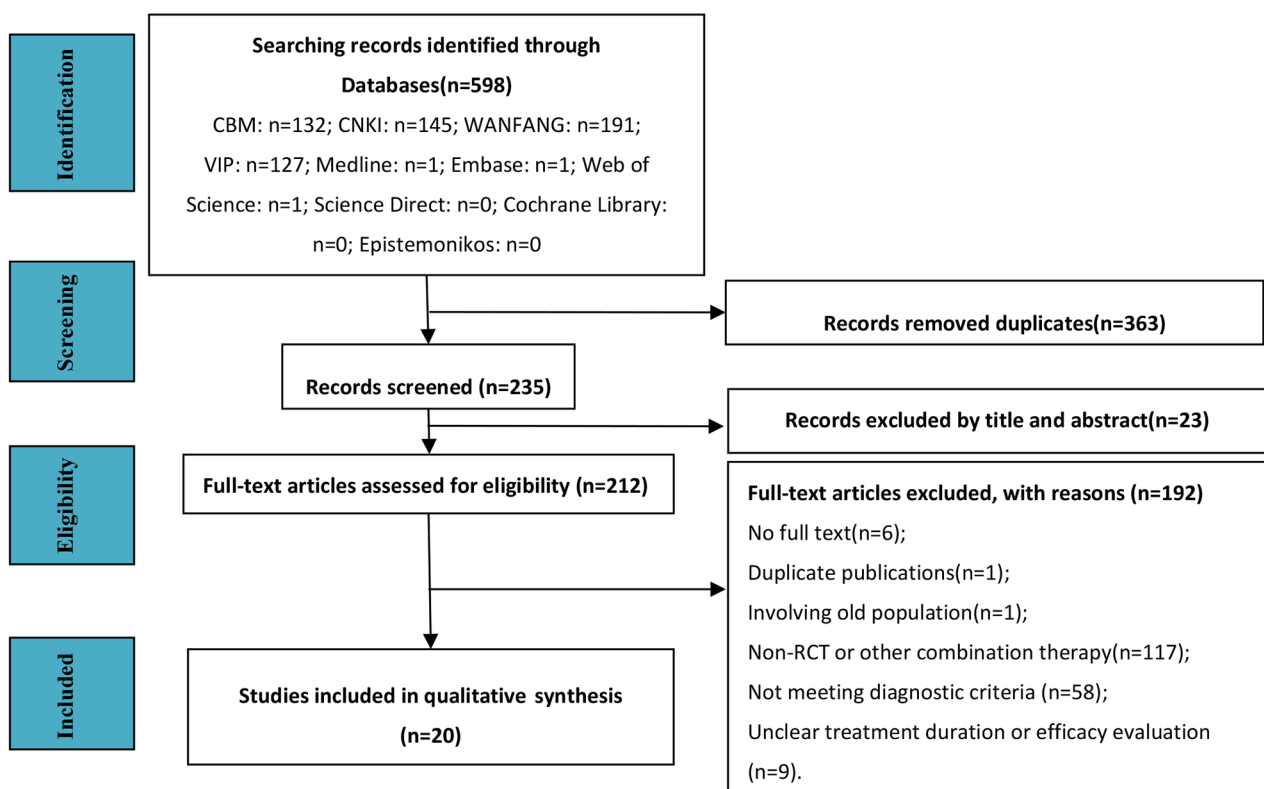 Identification
Searching records identified through
Databases(n=598)
CBM: n=132; CNKI: n=145; WANFANG: n=191;
VIP: n=127; Medline: n=1; Embase: n=1; Web of
Science: n=1; Science Direct: n=0; Cochrane Library:
n=0; Epistemonikos: n=0
Screening
Records removed duplicates(n=363)
Records screened (n=235)
Records excluded by title and abstract(n=23)
Eligibility
Full-text articles assessed for eligibility (n=212)
Full-text articles excluded, with reasons (n=192)
No full text(n=6);
Duplicate publications(n=1);
Involving old population(n=1);
Non-RCT or other combination therapy(n=117);
Not meeting diagnostic criteria (n=58);
Unclear treatment duration or efficacy evaluation
(n=9).
Included
Studies included in qualitative synthesis
(n=20)